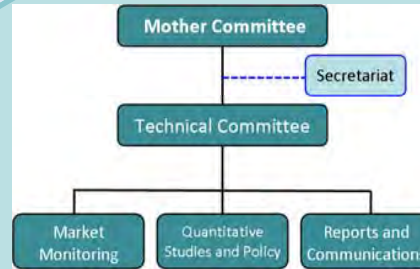 Mother Committee
Secretariat
Technical Committee
Market
Monitoring
Quantitative
Studies and Policy
Reports and
Communication